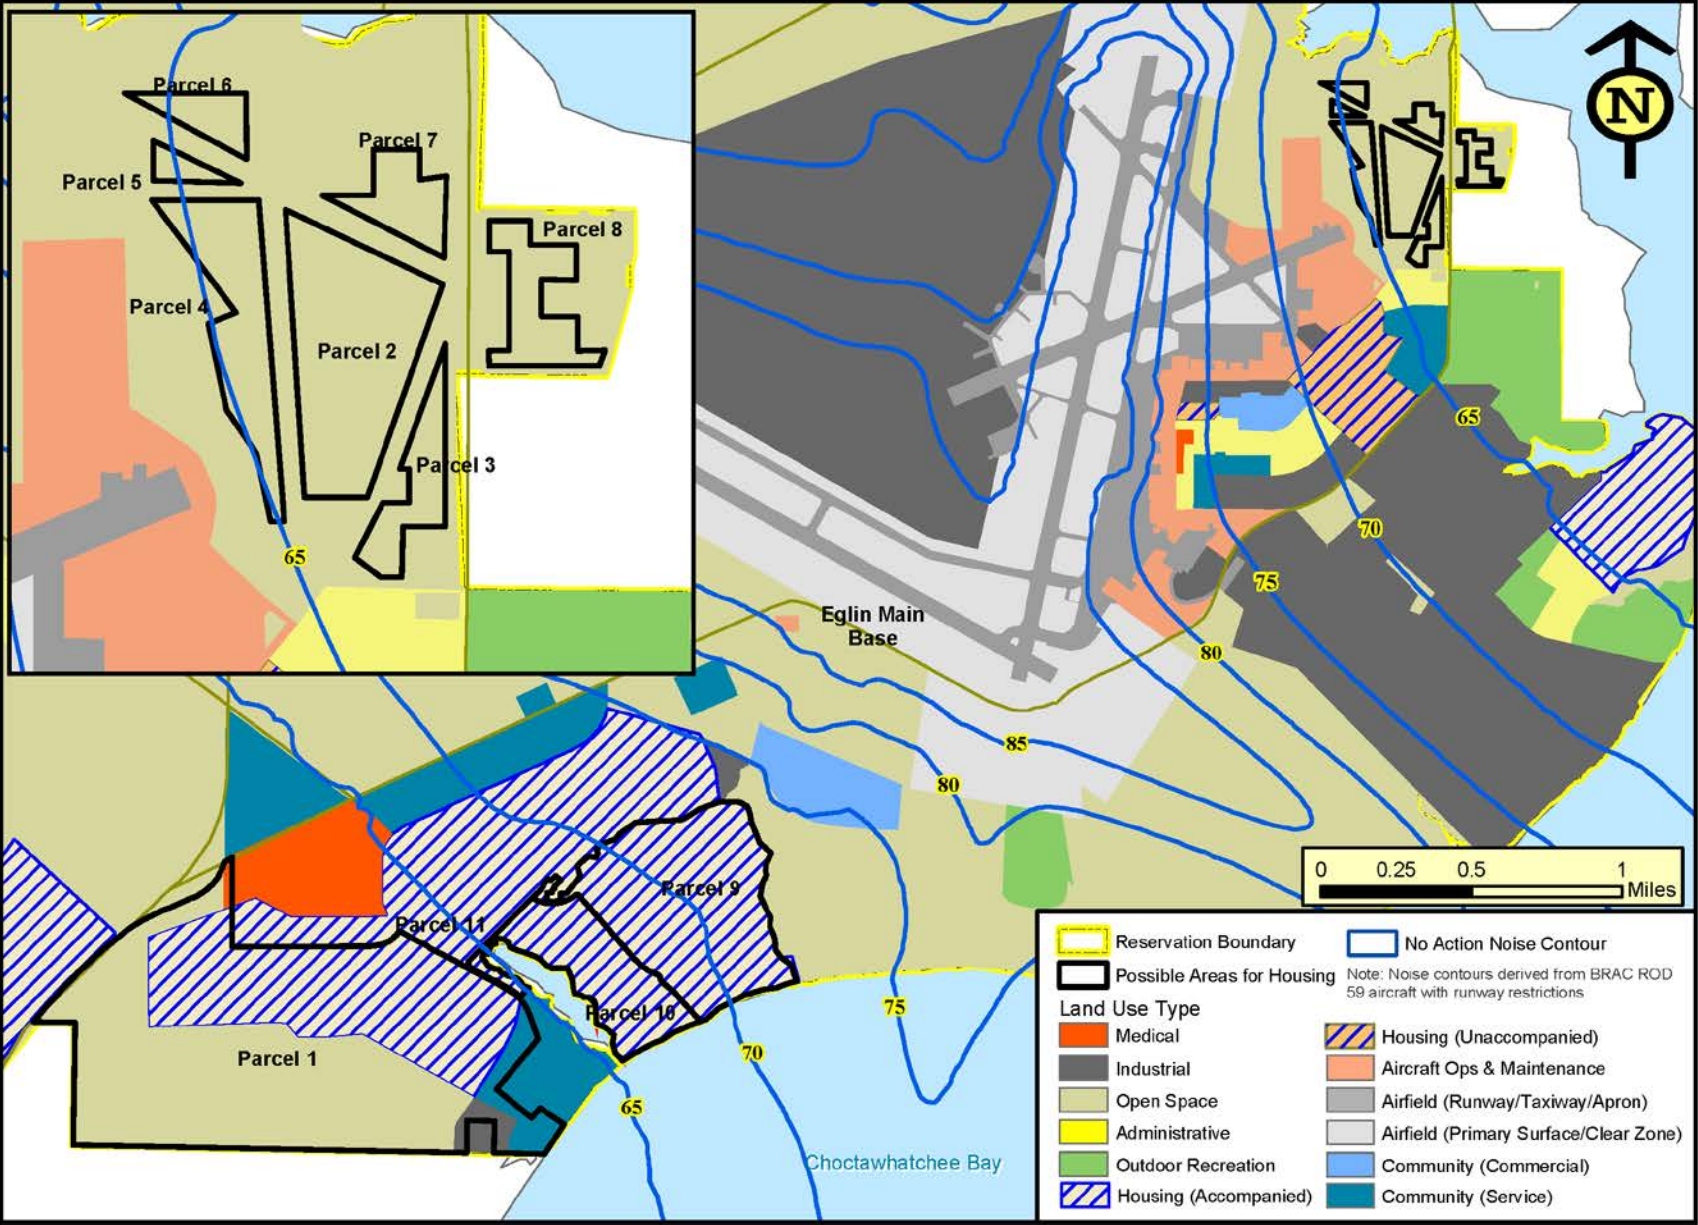 Parcel 6
Parcel 7
Parcel 5
Parcel 8
Parcel 4
Parcel 2
Parcel 3
65
N
65
70
75
80
Eglin Main
Base
85
80
Parcel 9
Parcel 11
Parcel 10
Parcel 1
75
70
65
Choctawhatchee Bay
0 0.25 0.5 1
Miles
Reservation Boundary
Possible Areas for Housing
No Action Noise Contour
Note: Noise contours derived from BRAC ROD
59 aircraft with runway restrictions
Land Use Type
Medical
Industrial
Open Space
Administrative
Outdoor Recreation
Housing (Accompanied)
Housing (Unaccompanied)
Aircraft Ops & Maintenance
Airfield (Runway/Taxiway/Apron)
Airfield (Primary Surface/Clear Zone)
Community (Commercial)
Community (Service)